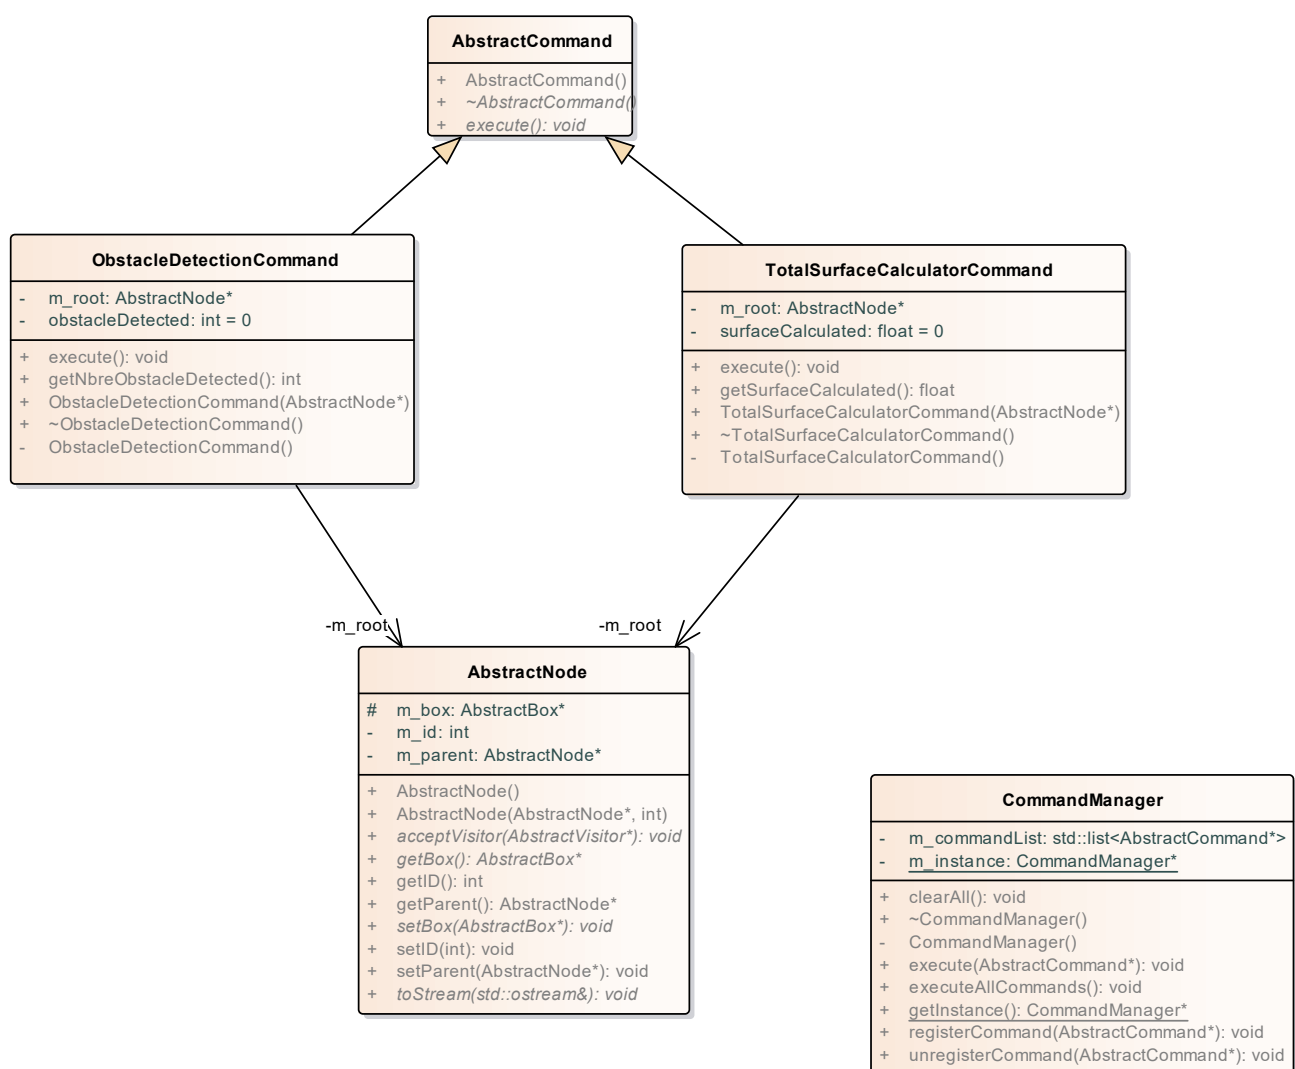 AbstractCommand
+ AbstractCommand()
+ ~AbstractCommand()
+ execute(): void
ObstacleDetectionCommand
- m_root: AbstractNode*
- obstacleDetected: int = 0
+ execute(): void
+ getNbreObstacleDetected(): int
+ ObstacleDetectionCommand(AbstractNode*)
+ ~ObstacleDetectionCommand()
- ObstacleDetectionCommand()
TotalSurfaceCalculatorCommand
- m_root: AbstractNode*
- surfaceCalculated: float = 0
+ execute(): void
+ getSurfaceCalculated(): float
+ TotalSurfaceCalculatorCommand(AbstractNode*)
+ ~TotalSurfaceCalculatorCommand()
- TotalSurfaceCalculatorCommand()
-m_root
-m_root
AbstractNode
# m_box: AbstractBox*
- m_id: int
- m_parent: AbstractNode*
+ AbstractNode()
+ AbstractNode(AbstractNode*, int)
+ acceptVisitor(AbstractVisitor*): void
+ getBox(): AbstractBox*
+ getID(): int
+ getParent(): AbstractNode*
+ setBox(AbstractBox*): void
+ setID(int): void
+ setParent(AbstractNode*): void
+ toStream(std::ostream&): void
CommandManager
- m_commandList: std::list<AbstractCommand*>
- m_instance: CommandManager*
+ clearAll(): void
+ ~CommandManager()
- CommandManager()
+ execute(AbstractCommand*): void
+ executeAllCommands(): void
+ getInstance(): CommandManager*
+ registerCommand(AbstractCommand*): void
+ unregisterCommand(AbstractCommand*): void